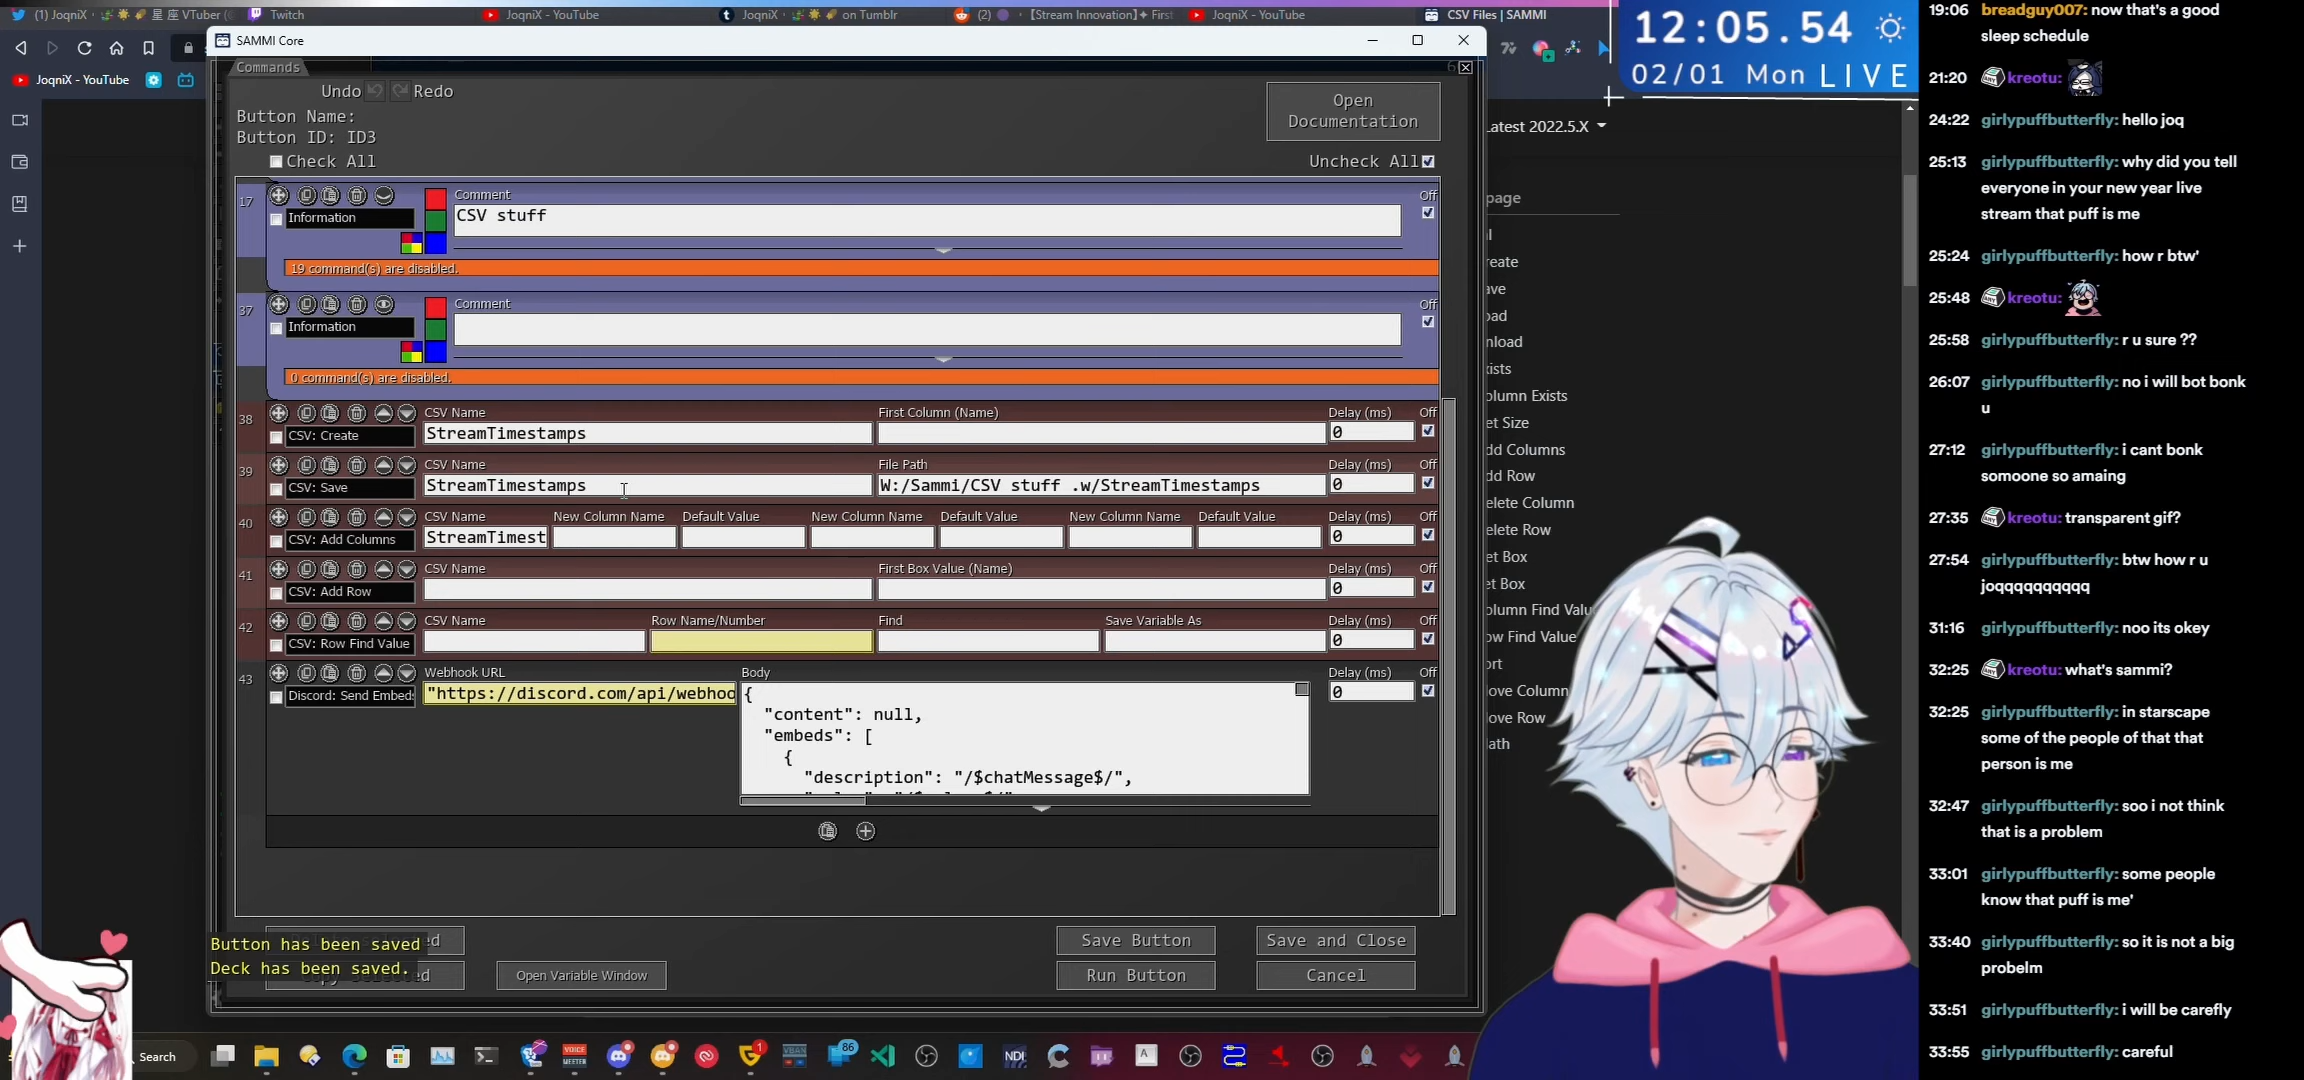 (1) JoqniX
星 座 VTuber
Twitch
JoqniX - YouTube
JoqniX
on Tumblr
(2)
[Stream Innovation]✦ First
JoqniX - YouTube
CSV Files | SAMMI
JoqniX - YouTube
SAMMI Core
Commands
Undo
Redo
Button Name:
Button ID: ID3
Open
Documentation
Check All
Uncheck All
17
Information
Comment
CSV stuff
Off
19 command(s) are disabled.
37
Information
Comment
Off
0 command(s) are disabled.
38
CSV: Create
CSV Name
StreamTimestamps
First Column (Name)
Delay (ms)
0
Off
39
CSV: Save
CSV Name
StreamTimestamps
File Path
W:/Sammi/CSV stuff .w/StreamTimestamps
Delay (ms)
0
Off
40
CSV: Add Columns
CSV Name
StreamTimest
New Column Name
Default Value
New Column Name
Default Value
New Column Name
Default Value
Delay (ms)
0
Off
41
CSV: Add Row
CSV Name
First Box Value (Name)
Delay (ms)
0
Off
42
CSV: Row Find Value
CSV Name
Row Name/Number
Find
Save Variable As
Delay (ms)
0
Off
43
Discord: Send Embed:
Webhook URL
"https://discord.com/api/webhoo
Body
{
"content": null,
"embeds": [
{
"description": "/$chatMessage$/",
Delay (ms)
0
Off
Button has been saved
Deck has been saved.
Open Variable Window
Save Button
Save and Close
Run Button
Cancel
Search
VOICE
MEETER
1
VBAN
86
NDI
A
12:05.54
02/01 Mon LIVE
Latest 2022.5.X
page
l
reate
ave
oad
nload
xists
olumn Exists
et Size
dd Columns
dd Row
elete Column
elete Row
et Box
et Box
olumn Find Valu
ow Find Value
ort
love Column
love Row
lath
19:06 breadguy007: now that's a good
sleep schedule
21:20 kreotu:
24:22 girlypuffbutterfly: hello joq
25:13 girlypuffbutterfly: why did you tell
everyone in your new year live
stream that puff is me
25:24 girlypuffbutterfly: how r btw'
25:48 kreotu:
25:58 girlypuffbutterfly: r u sure ??
26:07 girlypuffbutterfly: no i will bot bonk
u
27:12 girlypuffbutterfly: i cant bonk
somoone so amaing
27:35 kreotu: transparent gif?
27:54 girlypuffbutterfly: btw how r u
joqqqqqqqqqq
31:16 girlypuffbutterfly: noo its okey
32:25 kreotu: what's sammi?
32:25 girlypuffbutterfly: in starscape
some of the people of that that
person is me
32:47 girlypuffbutterfly: soo i not think
that is a problem
33:01 girlypuffbutterfly: some people
know that puff is me'
33:40 girlypuffbutterfly: so it is not a big
probelm
33:51 girlypuffbutterfly: i will be carefly
33:55 girlypuffbutterfly: careful